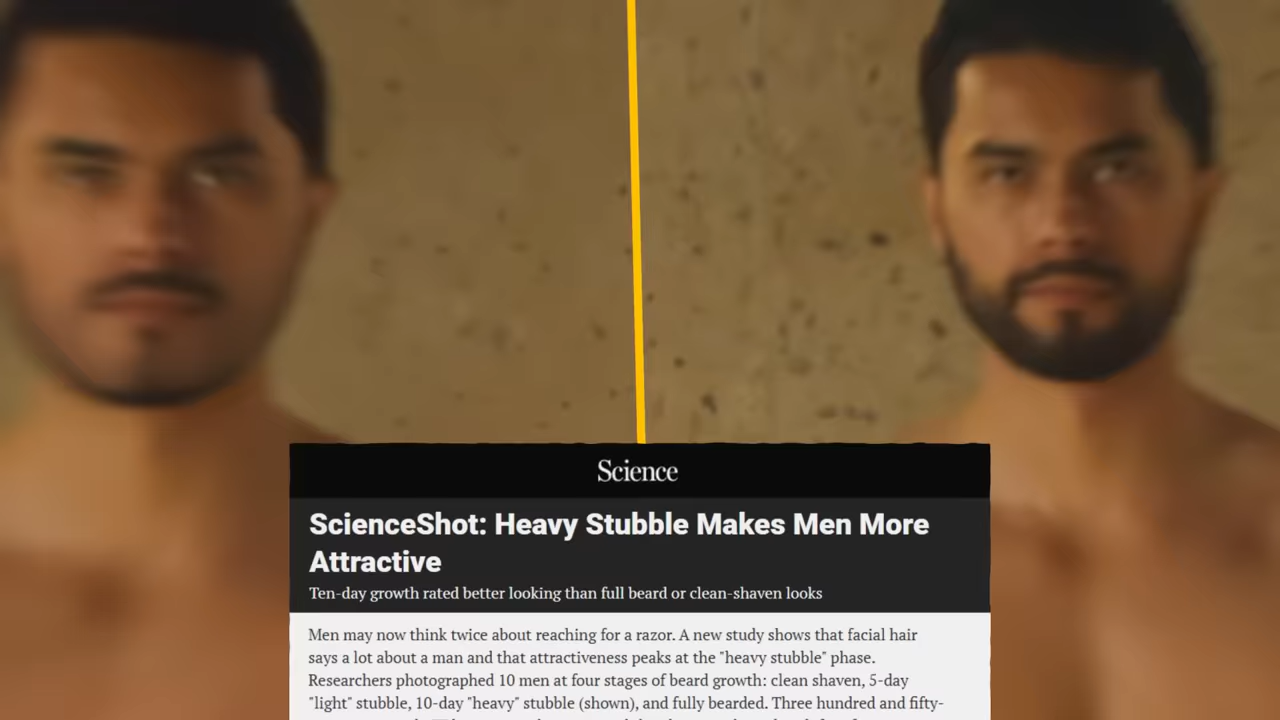 Science
ScienceShot: Heavy Stubble Makes Men More
Attractive
Ten-day growth rated better looking than full beard or clean-shaven looks
Men may now think twice about reaching for a razor. A new study shows that facial hair
says a lot about a man and that attractiveness peaks at the "heavy stubble" phase.
Researchers photographed 10 men at four stages of beard growth: clean shaven, 5-day
"light" stubble, 10-day "heavy" stubble (shown), and fully bearded. Three hundred and fifty-